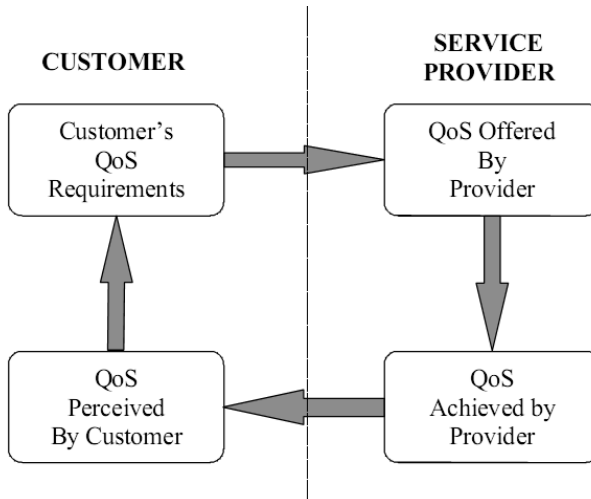 CUSTOMER
SERVICE
PROVIDER
Customer's
QoS
Requirements
QoS Offered
By
Provider
QoS
Perceived
By Customer
QoS
Achieved by
Provider